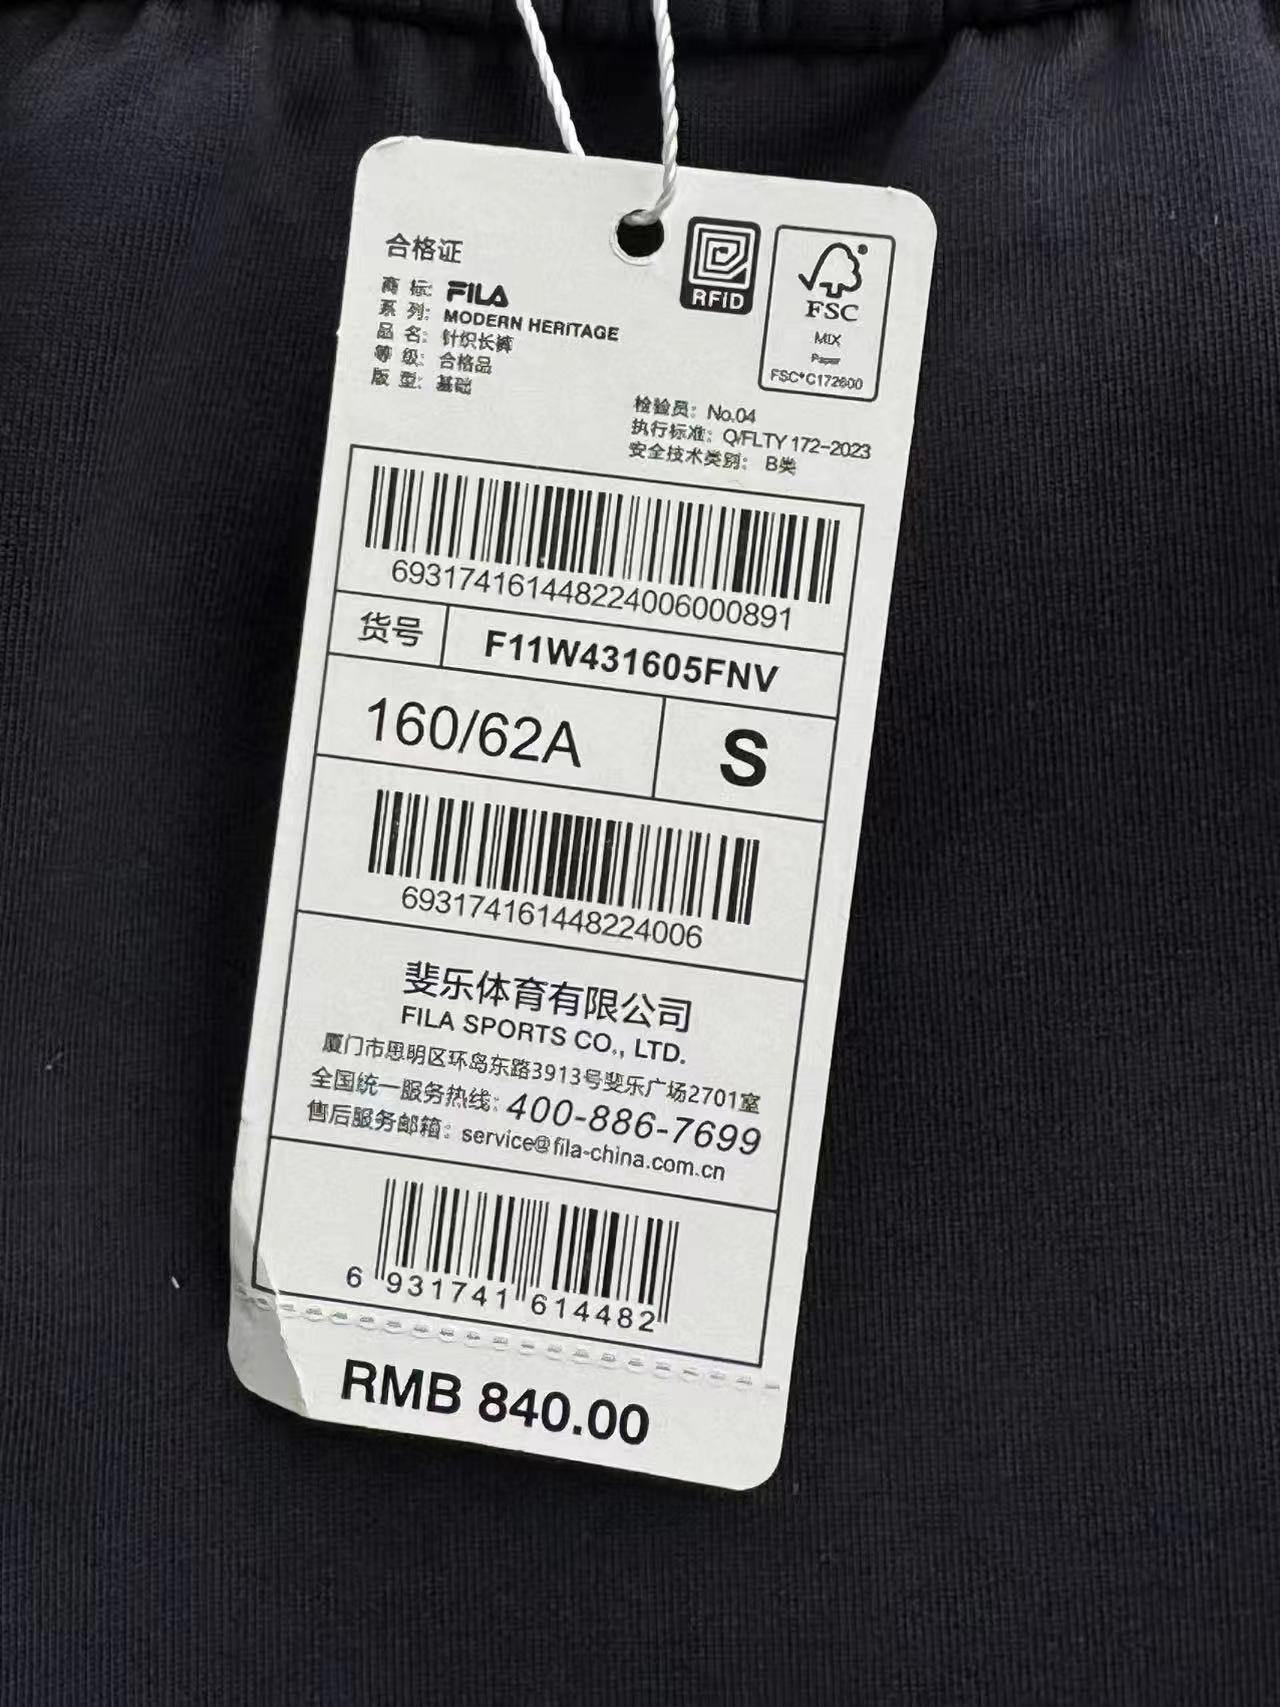 合格证
商 标: FILA
系 列: MODERN HERITAGE
品 名: 针织长裤
等 级: 合格品
版 型: 基础
RFiD
FSC®
MIX
Paper
FSC®C172600
检验员: No.04
执行标准: Q/FLTY 172-2023
安全技术类别: B类
693174161448224006000891
货号 F11W431605FNV
160/62A S
693174161448224006
斐乐体育有限公司
FILA SPORTS CO., LTD.
厦门市思明区环岛东路3913号斐乐广场2701室
全国统一服务热线: 400-886-7699
售后服务邮箱: service@fila-china.com.cn
6 931741 614482
RMB 840.00